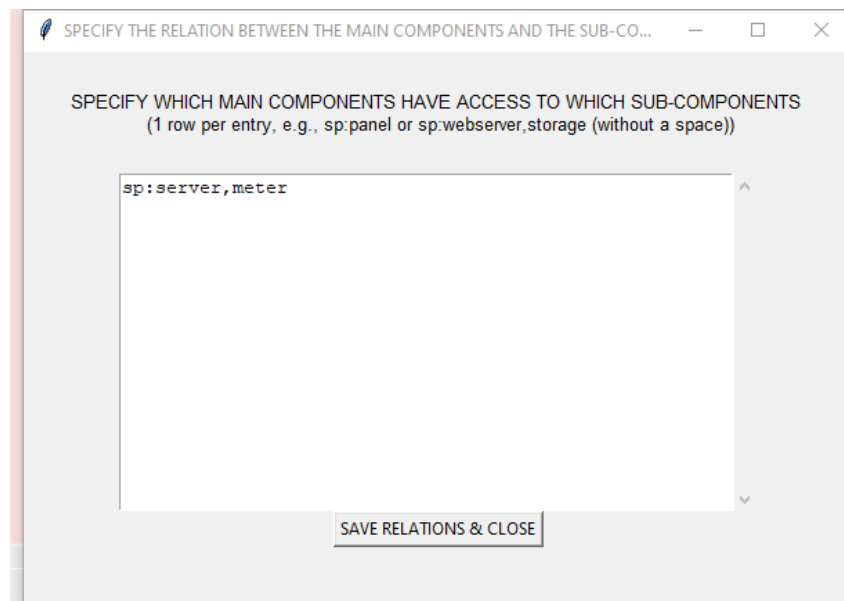 SPECIFY THE RELATION BETWEEN THE MAIN COMPONENTS AND THE SUB-CO...
SPECIFY WHICH MAIN COMPONENTS HAVE ACCESS TO WHICH SUB-COMPONENTS
(1 row per entry, e.g., sp:panel or sp:webserver,storage (without a space))
sp:server,meter
SAVE RELATIONS & CLOSE